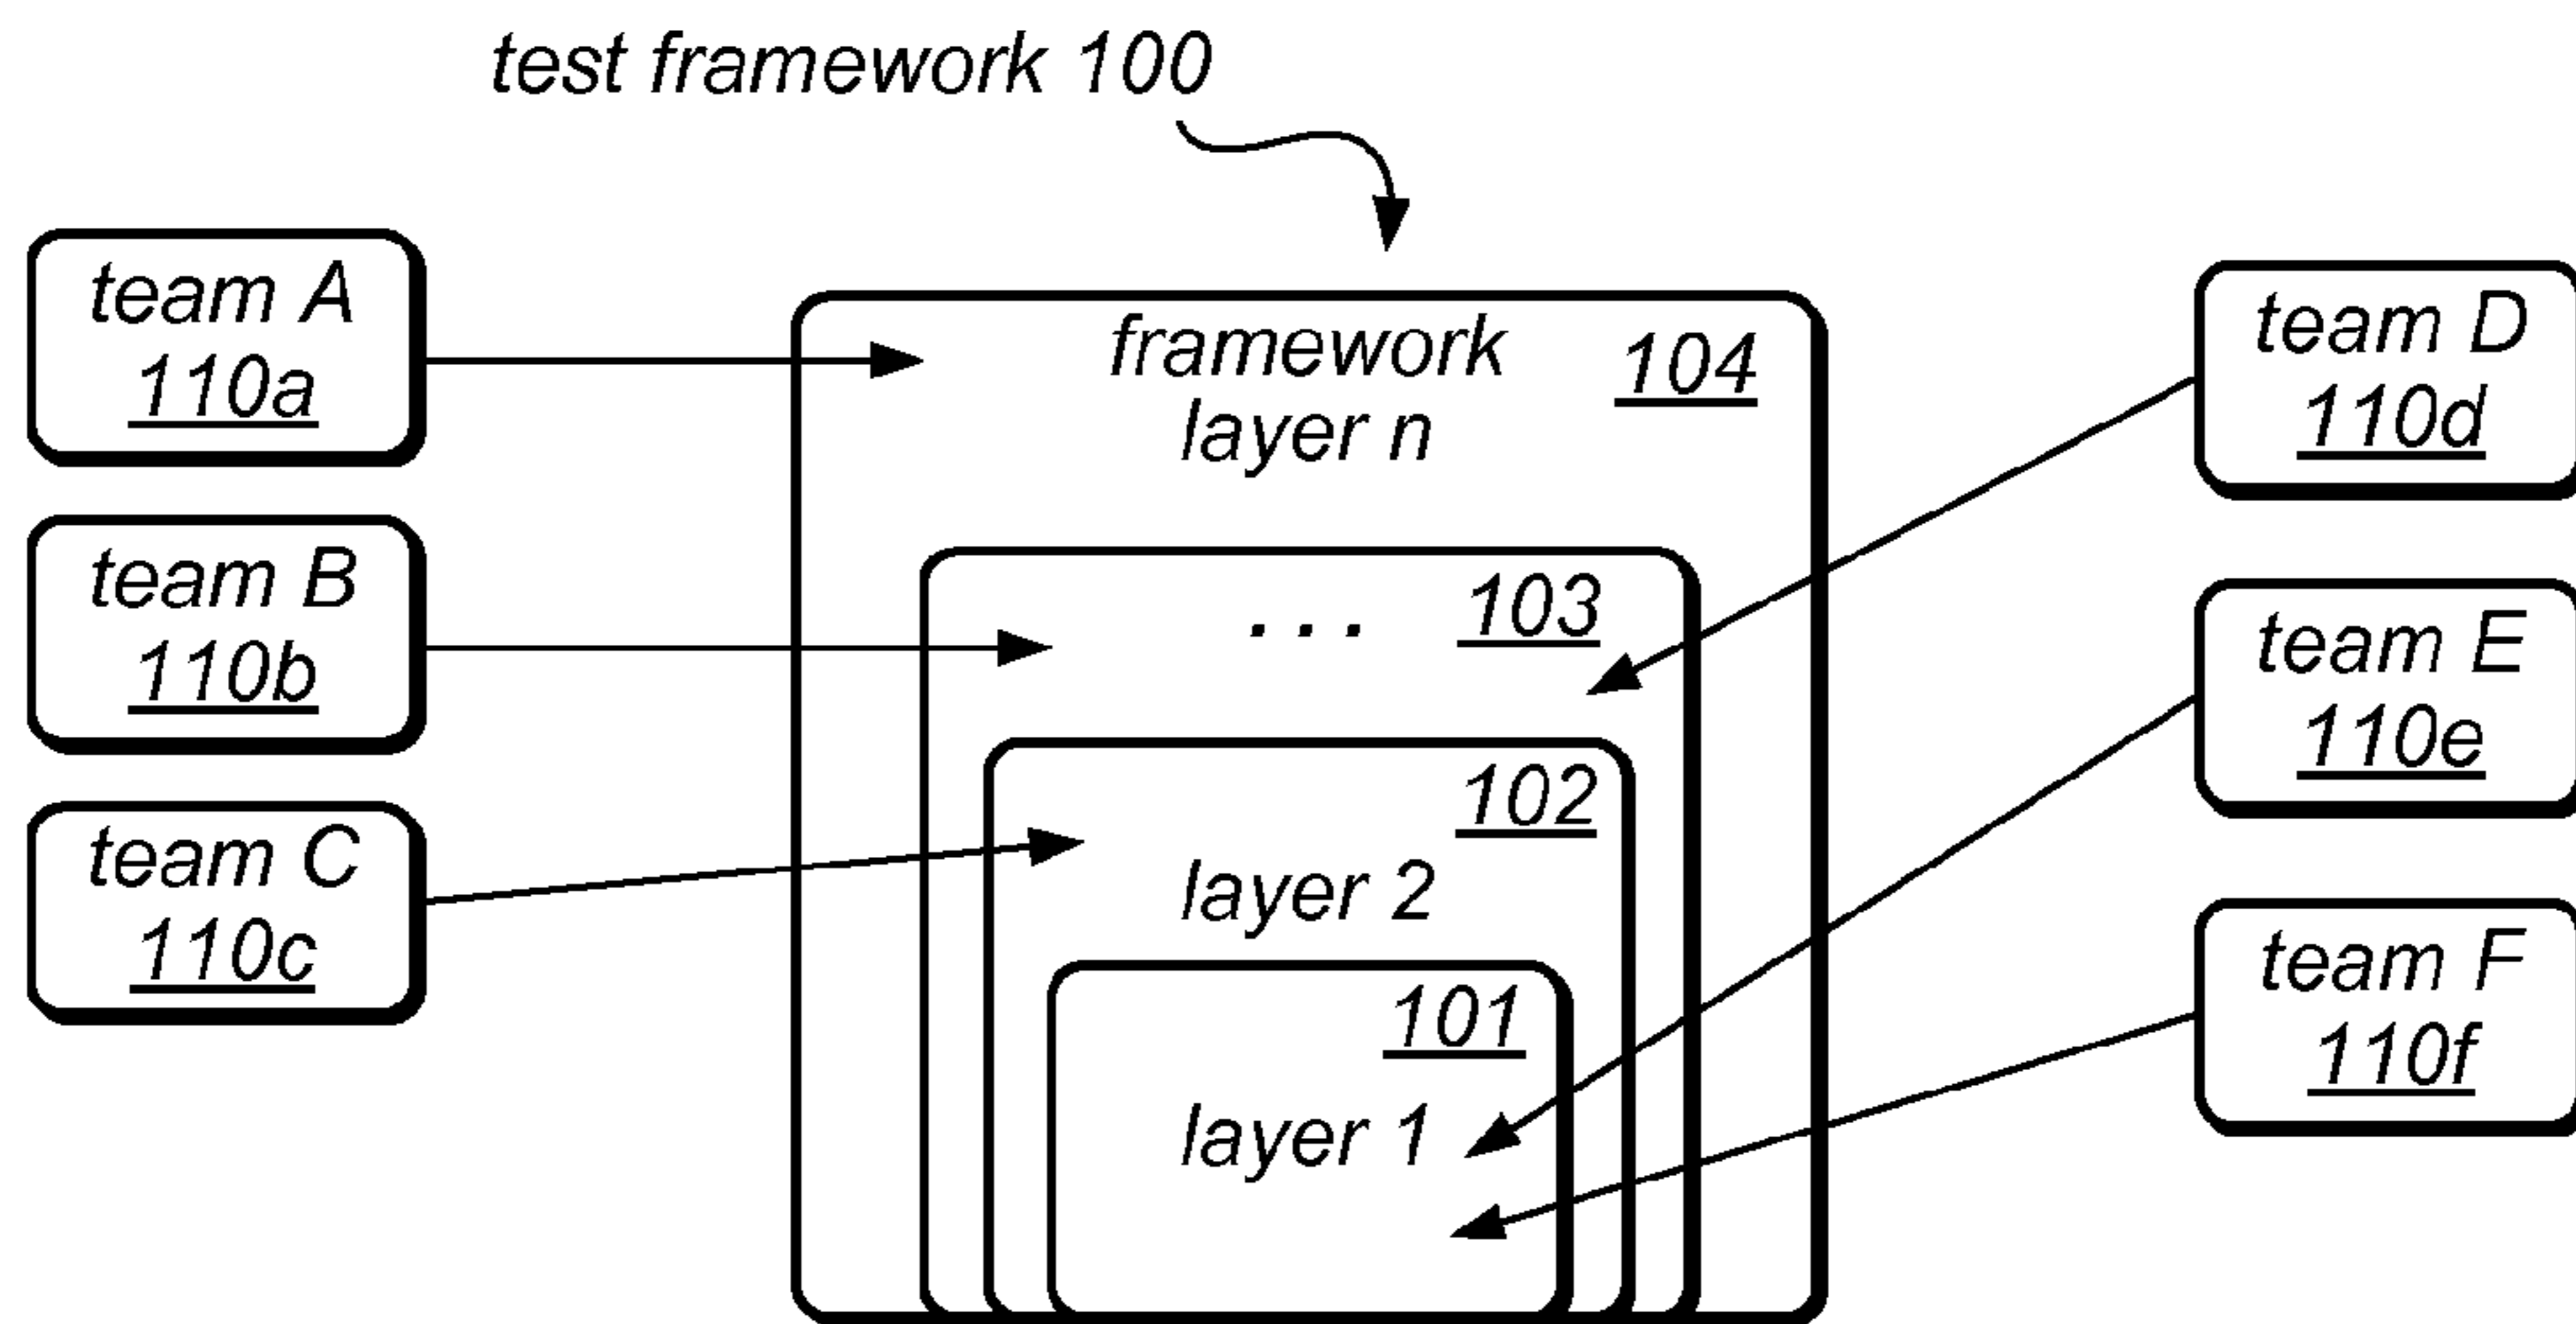 test framework 100
team A
110a
team B
110b
team C
110c
framework
layer n
104
. . .
103
102
layer 2
101
layer 1
team D
110d
team E
110e
team F
110f